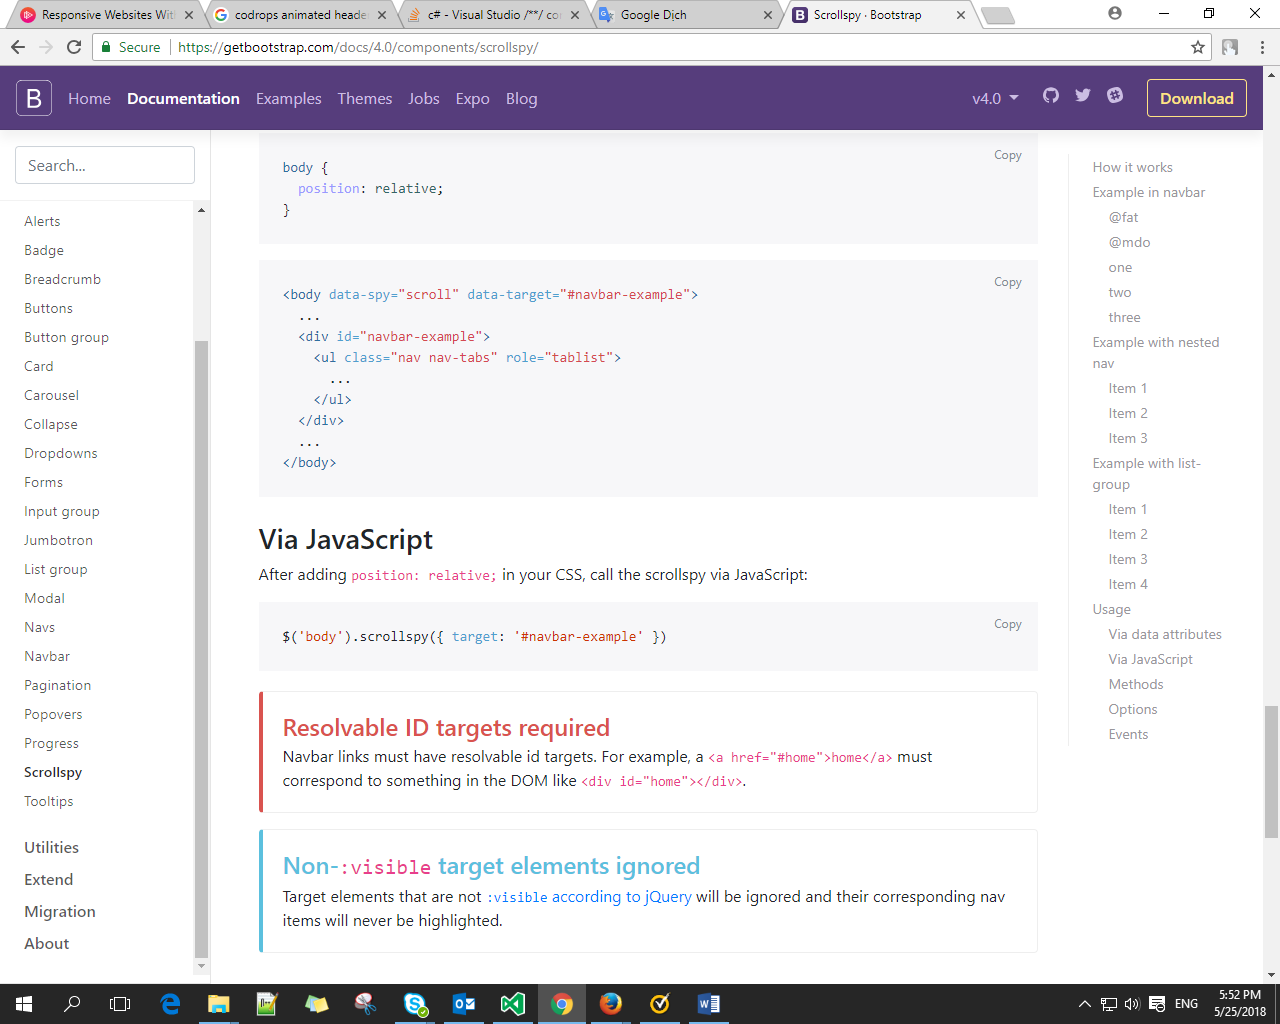 Responsive Websites Wit
codrops animated heade
c# - Visual Studio /**/ co
Google Dịch
Scrollspy · Bootstrap
Secure
https://getbootstrap.com/docs/4.0/components/scrollspy/
B
Home
Documentation
Examples
Themes
Jobs
Expo
Blog
v4.0
Download
Search...
Alerts
Badge
Breadcrumb
Buttons
Button group
Card
Carousel
Collapse
Dropdowns
Forms
Input group
Jumbotron
List group
Modal
Navs
Navbar
Pagination
Popovers
Progress
Scrollspy
Tooltips
Utilities
Extend
Migration
About
Copy
body {
  position: relative;
}
Copy
<body data-spy="scroll" data-target="#navbar-example">
  ...
  <div id="navbar-example">
    <ul class="nav nav-tabs" role="tablist">
      ...
    </ul>
  </div>
  ...
</body>
Via JavaScript
After adding position: relative; in your CSS, call the scrollspy via JavaScript:
Copy
$('body').scrollspy({ target: '#navbar-example' })
Resolvable ID targets required
Navbar links must have resolvable id targets. For example, a <a href="#home">home</a> must
correspond to something in the DOM like <div id="home"></div>.
Non-:visible target elements ignored
Target elements that are not :visible according to jQuery will be ignored and their corresponding nav
items will never be highlighted.
How it works
Example in navbar
@fat
@mdo
one
two
three
Example with nested
nav
Item 1
Item 2
Item 3
Example with list-
group
Item 1
Item 2
Item 3
Item 4
Usage
Via data attributes
Via JavaScript
Methods
Options
Events
ENG
5:52 PM
5/25/2018